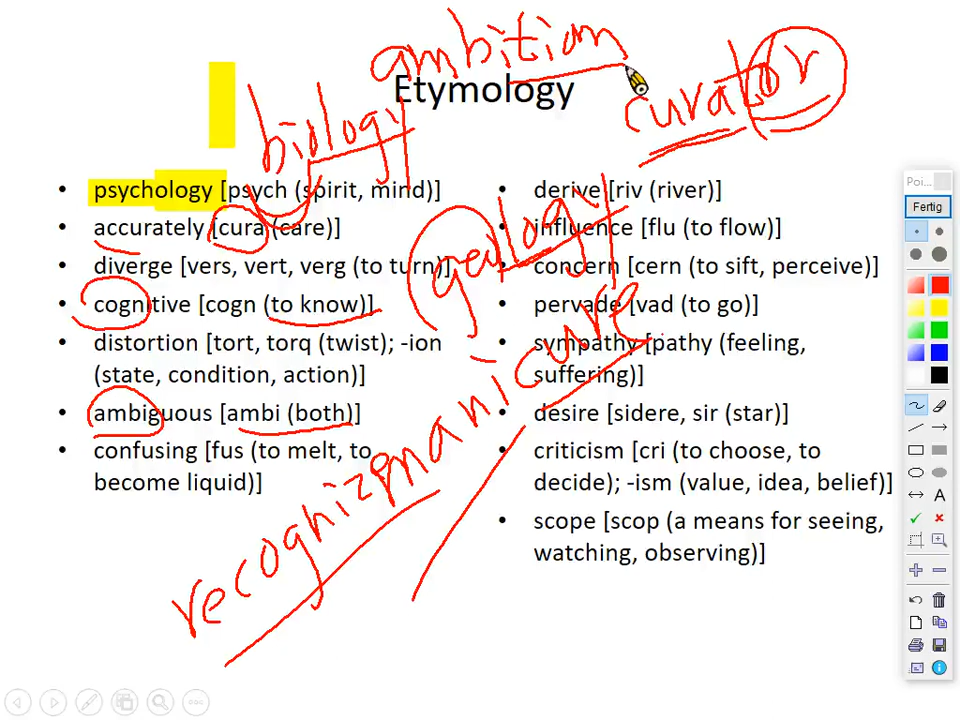 ambition
Etymology
curator
biology
• psychology [psych (spirit, mind)]
• accurately [cura (care)]
• diverge [vers, vert, verg (to turn)]
• cognitive [cogn (to know)]
• distortion [tort, torq (twist); -ion
(state, condition, action)]
• ambiguous [ambi (both)]
• confusing [fus (to melt, to
become liquid)]
• derive [riv (river)]
• influence [flu (to flow)]
• concern [cern (to sift, perceive)]
• pervade [vad (to go)]
• sympathy [pathy (feeling,
suffering)]
• desire [sidere, sir (star)]
• criticism [cri (to choose, to
decide); -ism (value, idea, belief)]
• scope [scop (a means for seeing,
watching, observing)]
manicure
Poi...
Fertig
A